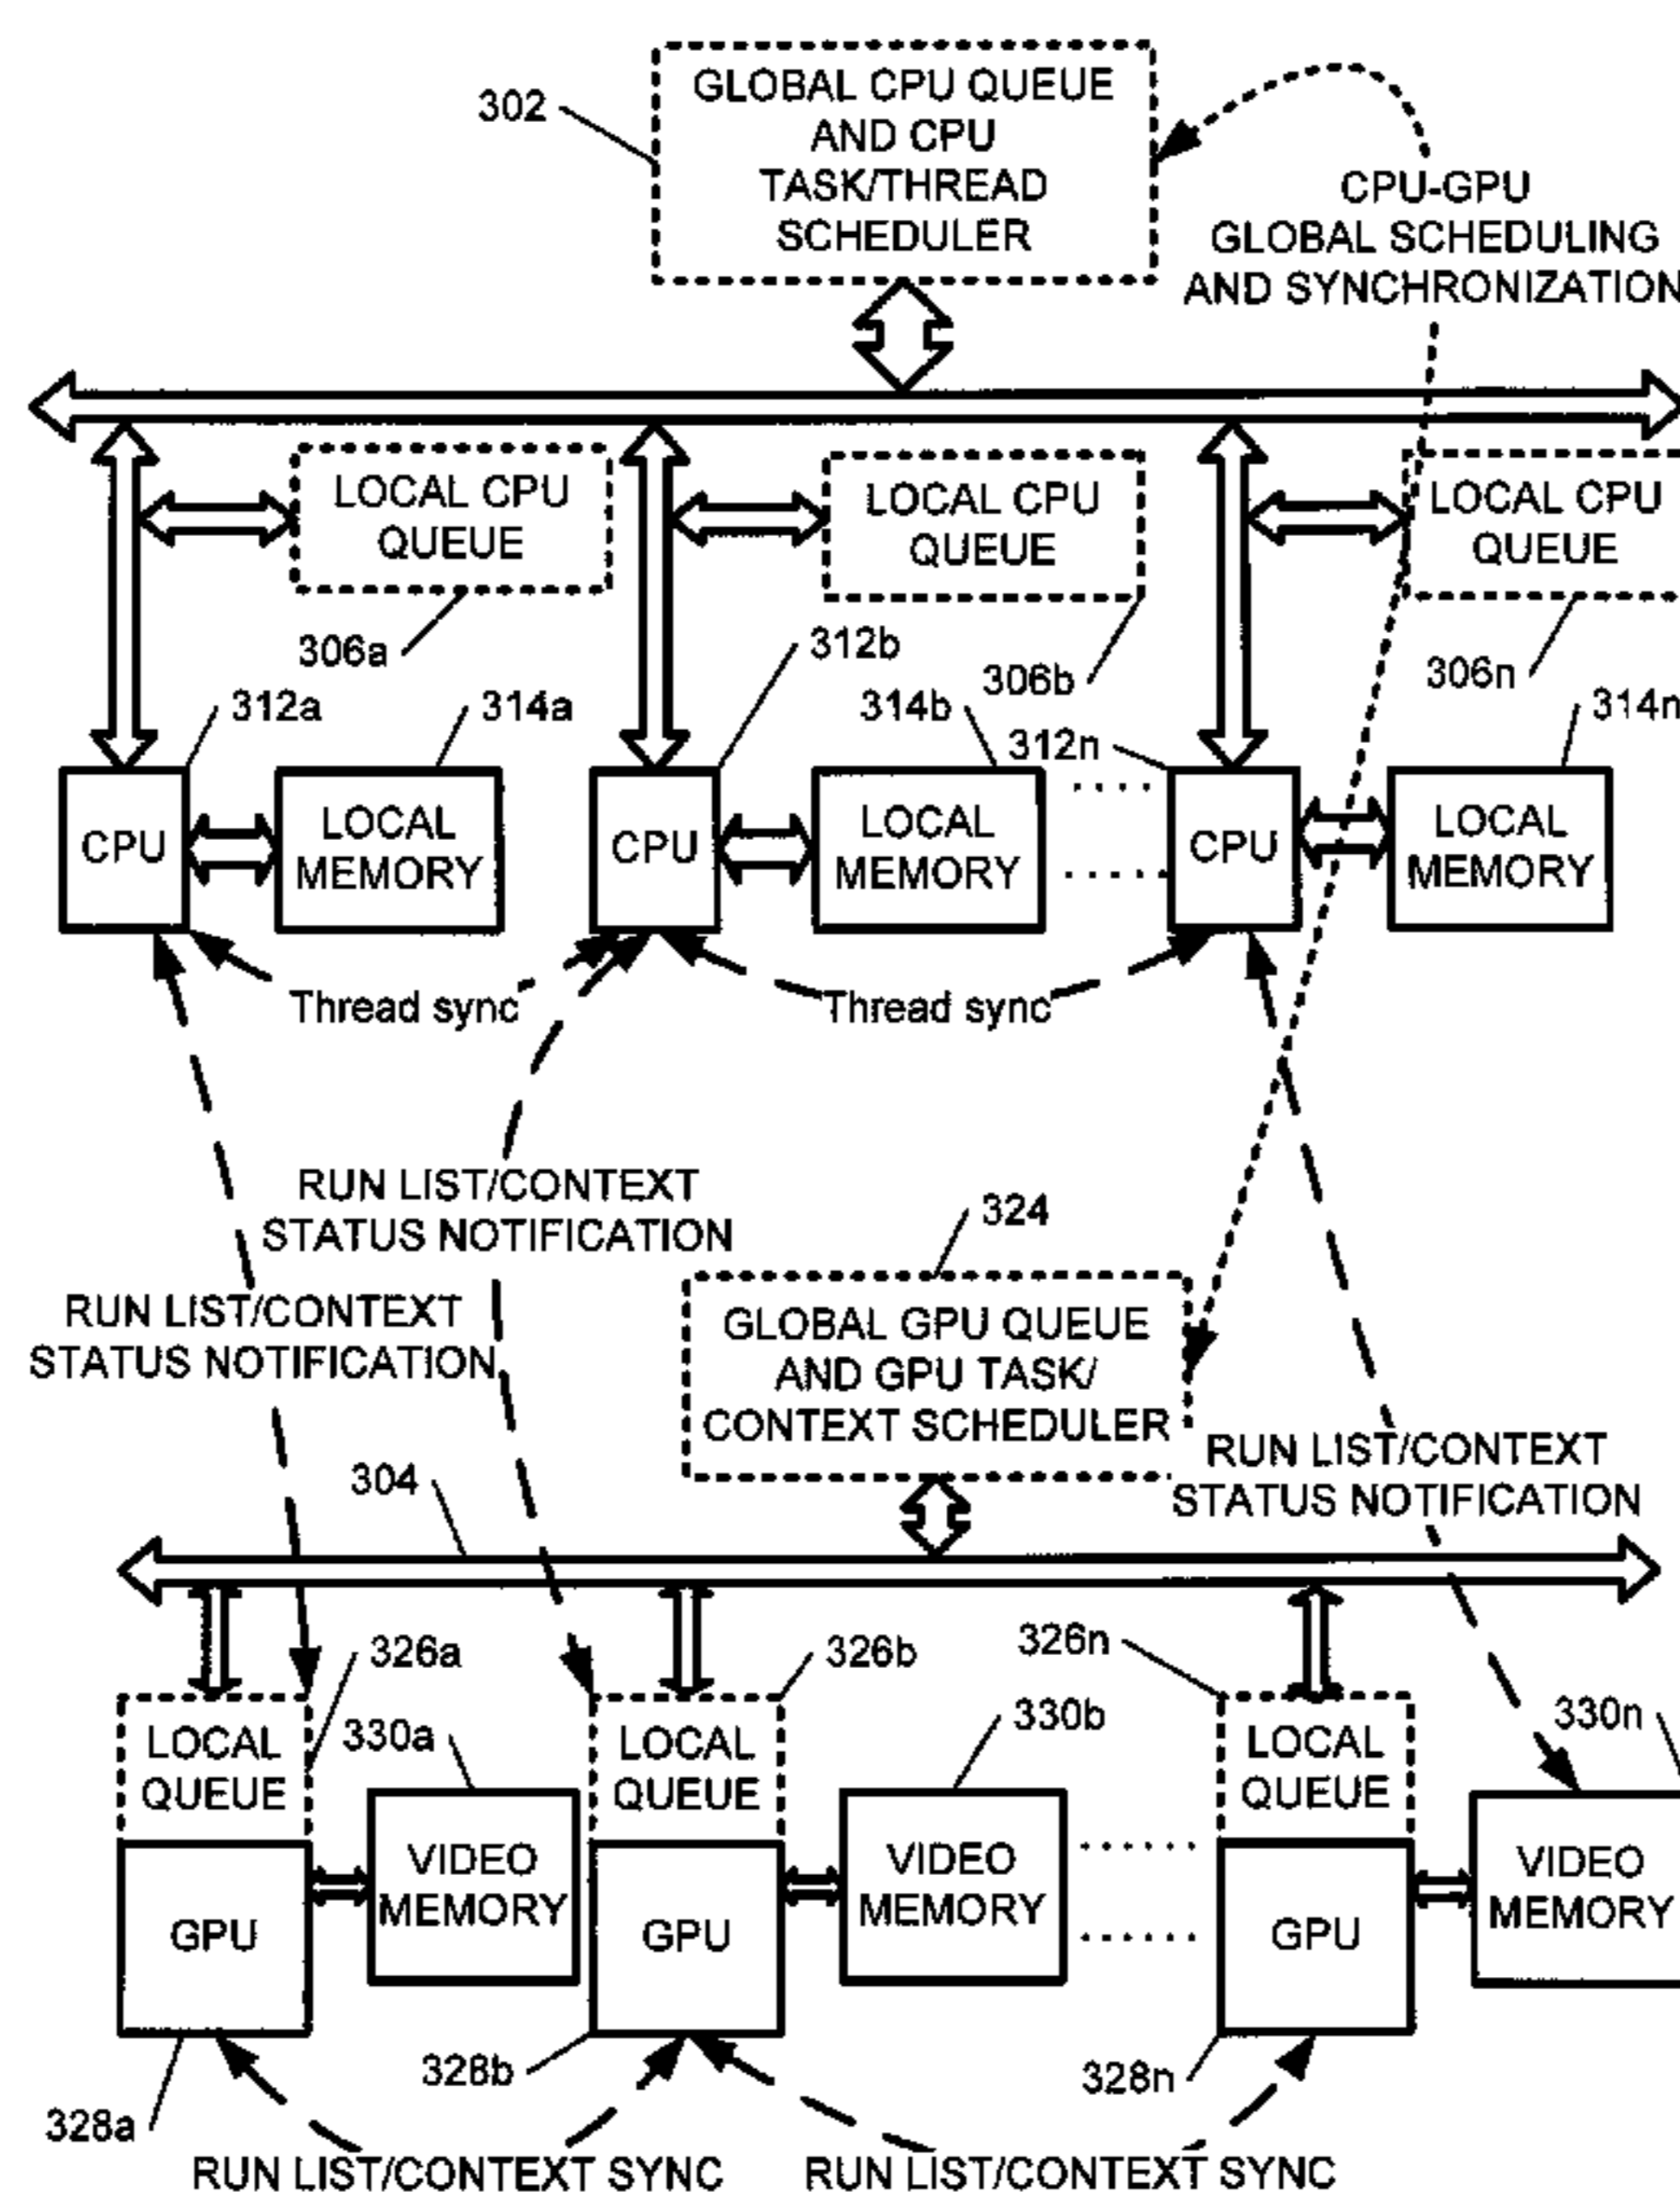 302
GLOBAL CPU QUEUE
AND CPU
TASK/THREAD
SCHEDULER
CPU-GPU
GLOBAL SCHEDULING
AND SYNCHRONIZATION
LOCAL CPU
QUEUE
LOCAL CPU
QUEUE
LOCAL CPU
QUEUE
306a
312b
306b
306n
312a
314a
314b
312n
314n
CPU
LOCAL
MEMORY
CPU
LOCAL
MEMORY
CPU
LOCAL
MEMORY
Thread sync
Thread sync
RUN LIST/CONTEXT
STATUS NOTIFICATION
324
RUN LIST/CONTEXT
STATUS NOTIFICATION
GLOBAL GPU QUEUE
AND GPU TASK/
CONTEXT SCHEDULER
RUN LIST/CONTEXT
STATUS NOTIFICATION
304
326a
326b
326n
LOCAL
QUEUE
330a
LOCAL
QUEUE
330b
LOCAL
QUEUE
330n
GPU
VIDEO
MEMORY
GPU
VIDEO
MEMORY
GPU
VIDEO
MEMORY
328a
328b
328n
RUN LIST/CONTEXT SYNC
RUN LIST/CONTEXT SYNC